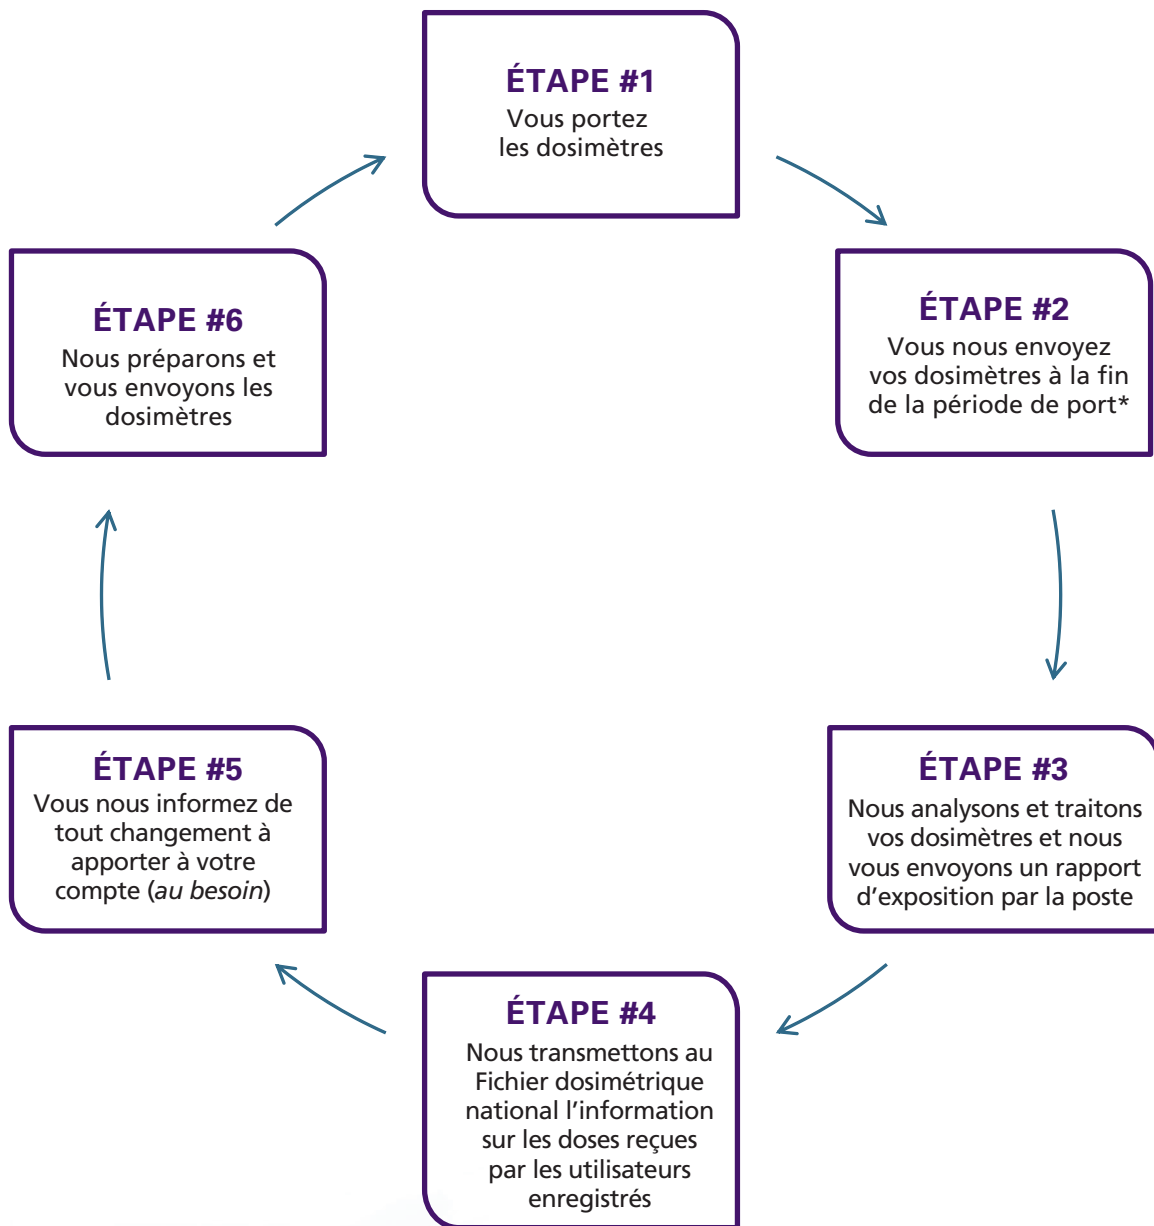 ÉTAPE #1
Vous portez
les dosimètres
ÉTAPE #2
Vous nous envoyez
vos dosimètres à la fin
de la période de port*
ÉTAPE #3
Nous analysons et traitons
vos dosimètres et nous
vous envoyons un rapport
d’exposition par la poste
ÉTAPE #4
Nous transmettons au
Fichier dosimétrique
national l’information
sur les doses reçues
par les utilisateurs
enregistrés
ÉTAPE #5
Vous nous informez de
tout changement à
apporter à votre
compte (au besoin)
ÉTAPE #6
Nous préparons et
vous envoyons les
dosimètres